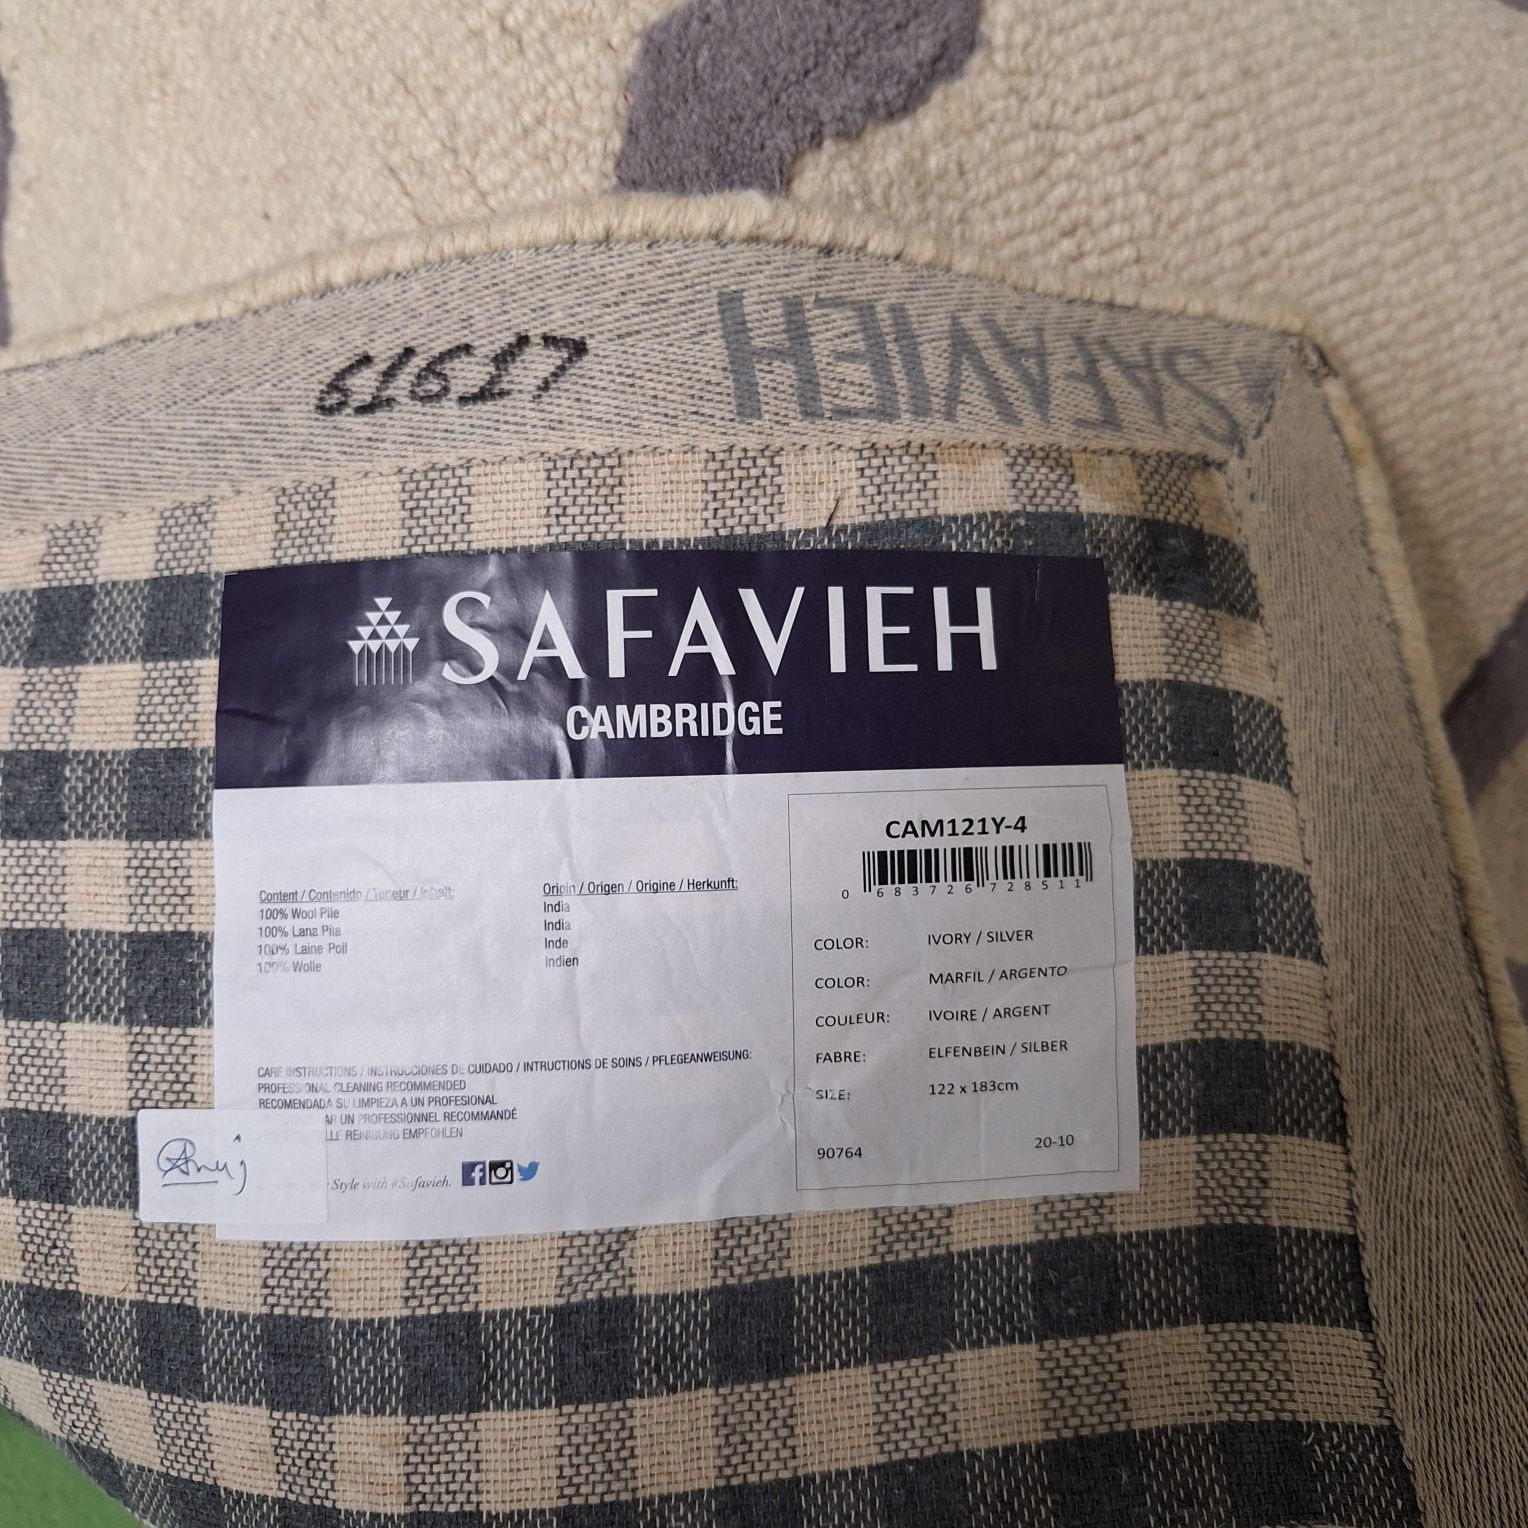 61617
SAFAVIEH
SAFAVIEH
CAMBRIDGE
Content / Contenido / Teneur / Inhalt:
100% Wool Pile
100% Lana Piia
100% Laine Poil
100% Wolle
Origin / Origen / Origine / Herkunft:
India
India
Inde
Indien
CAM121Y-4
0 683726 728511
COLOR: IVORY / SILVER
COLOR: MARFIL / ARGENTO
COULEUR: IVOIRE / ARGENT
FABRE: ELFENBEIN / SILBER
SIZE: 122 x 183cm
90764 20-10
CARE INSTRUCTIONS / INSTRUCCIONES DE CUIDADO / INTRUCTIONS DE SOINS / PFLEGEANWEISUNG:
PROFESSIONAL CLEANING RECOMMENDED
RECOMENDADA SU LIMPIEZA A UN PROFESIONAL
AR UN PROFESSIONNEL RECOMMANDÉ
LLE REINIGUNG EMPFOHLEN
Style with #Safavieh.